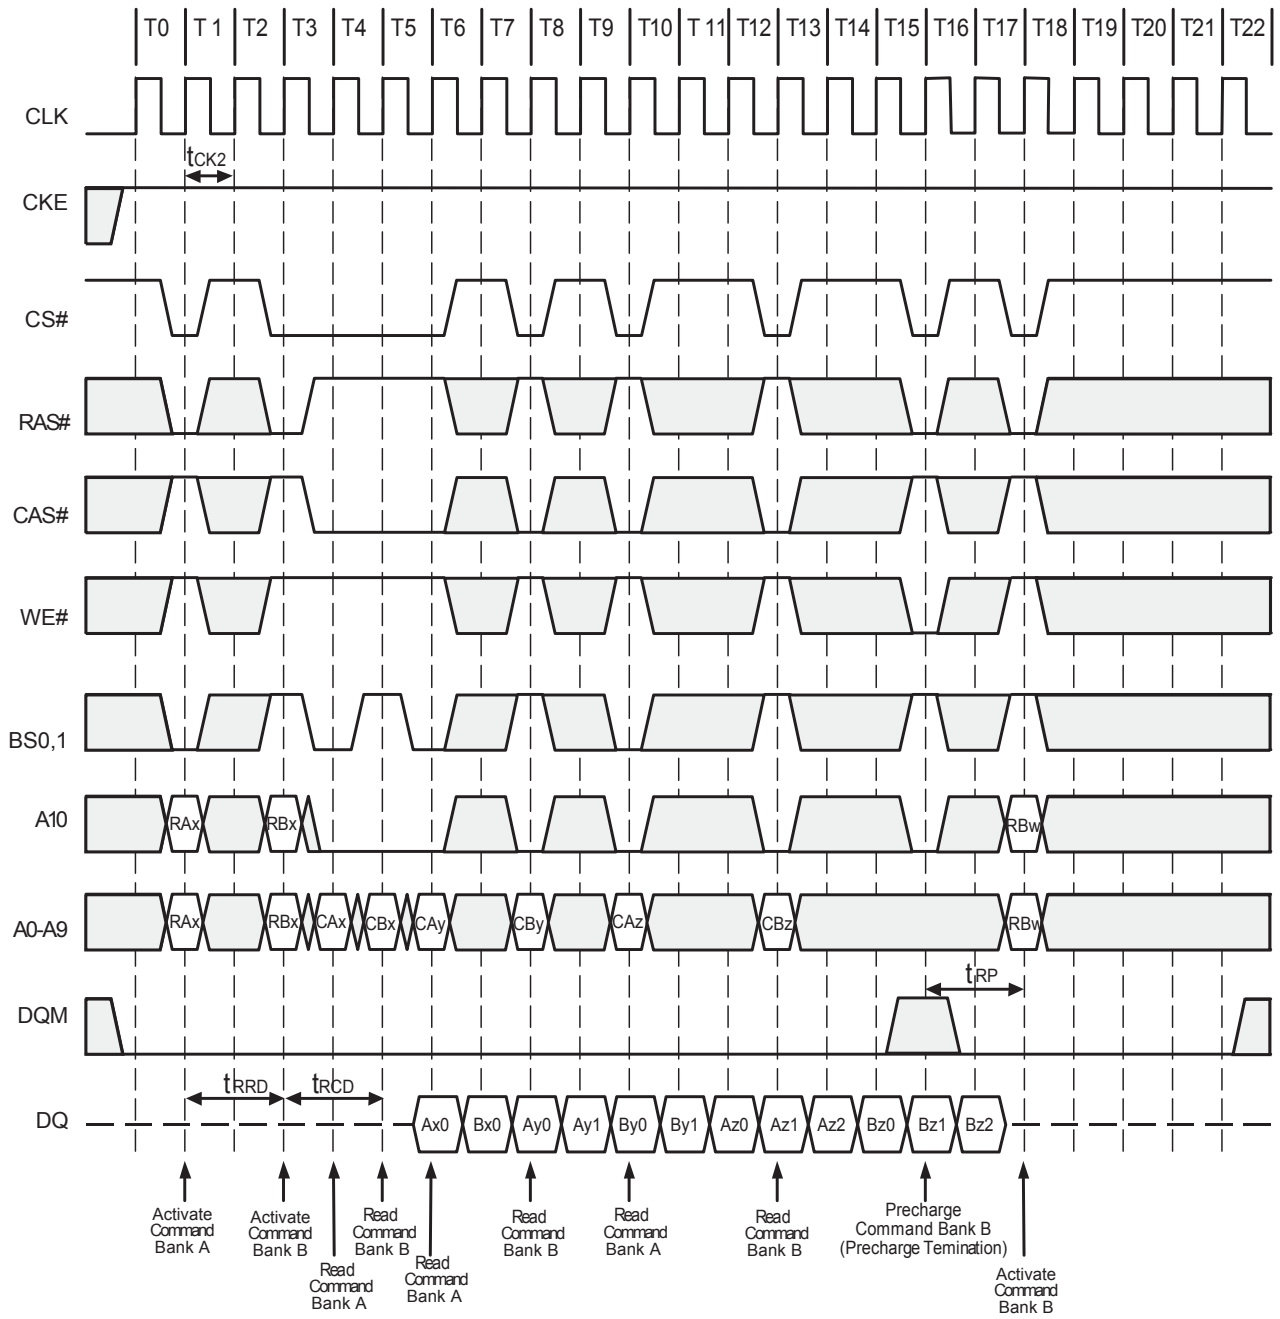 T0 T 1 T2 T3 T4 T5 T6 T7 T8 T9 T10 T 11 T12 T13 T14 T15 T16 T17 T18 T19 T20 T21 T22
CLK
tCK2
CKE
CS#
RAS#
CAS#
WE#
BS0,1
A10
RAx RBx RBw
A0-A9
RAx RBx CAx CBx CAy CBy CAz CBz RBw
tRP
DQM
tRRD tRCD
DQ
Ax0 Bx0 Ay0 Ay1 By0 By1 Az0 Az1 Az2 Bz0 Bz1 Bz2
Activate
Command
Bank A
Activate
Command
Bank B
Read
Command
Bank A
Read
Command
Bank B
Read
Command
Bank A
Read
Command
Bank B
Read
Command
Bank A
Read
Command
Bank B
Precharge
Command Bank B
(Precharge Temination)
Activate
Command
Bank B